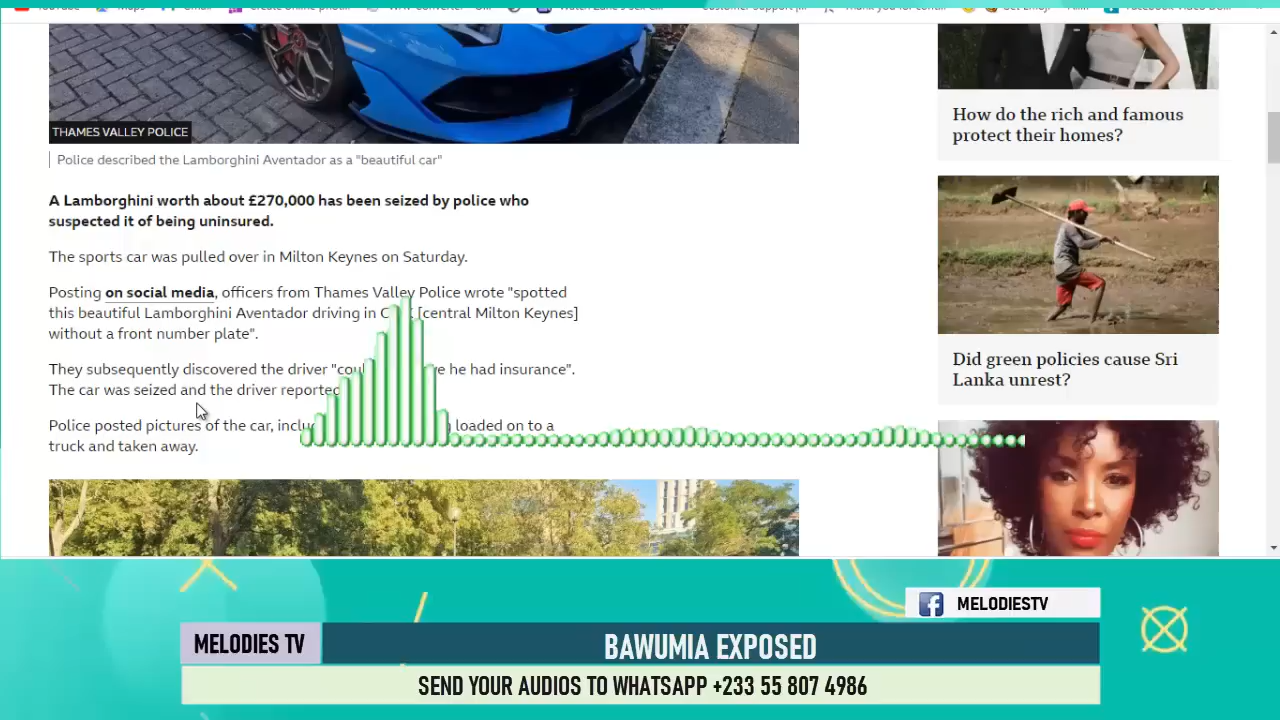 YouTube Maps Gmail
THAMES VALLEY POLICE
Police described the Lamborghini Aventador as a "beautiful car"
A Lamborghini worth about £270,000 has been seized by police who
suspected it of being uninsured.
The sports car was pulled over in Milton Keynes on Saturday.
Posting on social media, officers from Thames Valley Police wrote "spotted
this beautiful Lamborghini Aventador driving in [central Milton Keynes]
without a front number plate".
They subsequently discovered the driver he had insurance".
The car was seized and the driver reported
Police posted pictures of the car, loaded on to a
truck and taken away.
How do the rich and famous
protect their homes?
Did green policies cause Sri
Lanka unrest?
MELODIESTV
MELODIES TV
BAWUMIA EXPOSED
SEND YOUR AUDIOS TO WHATSAPP +233 55 807 4986